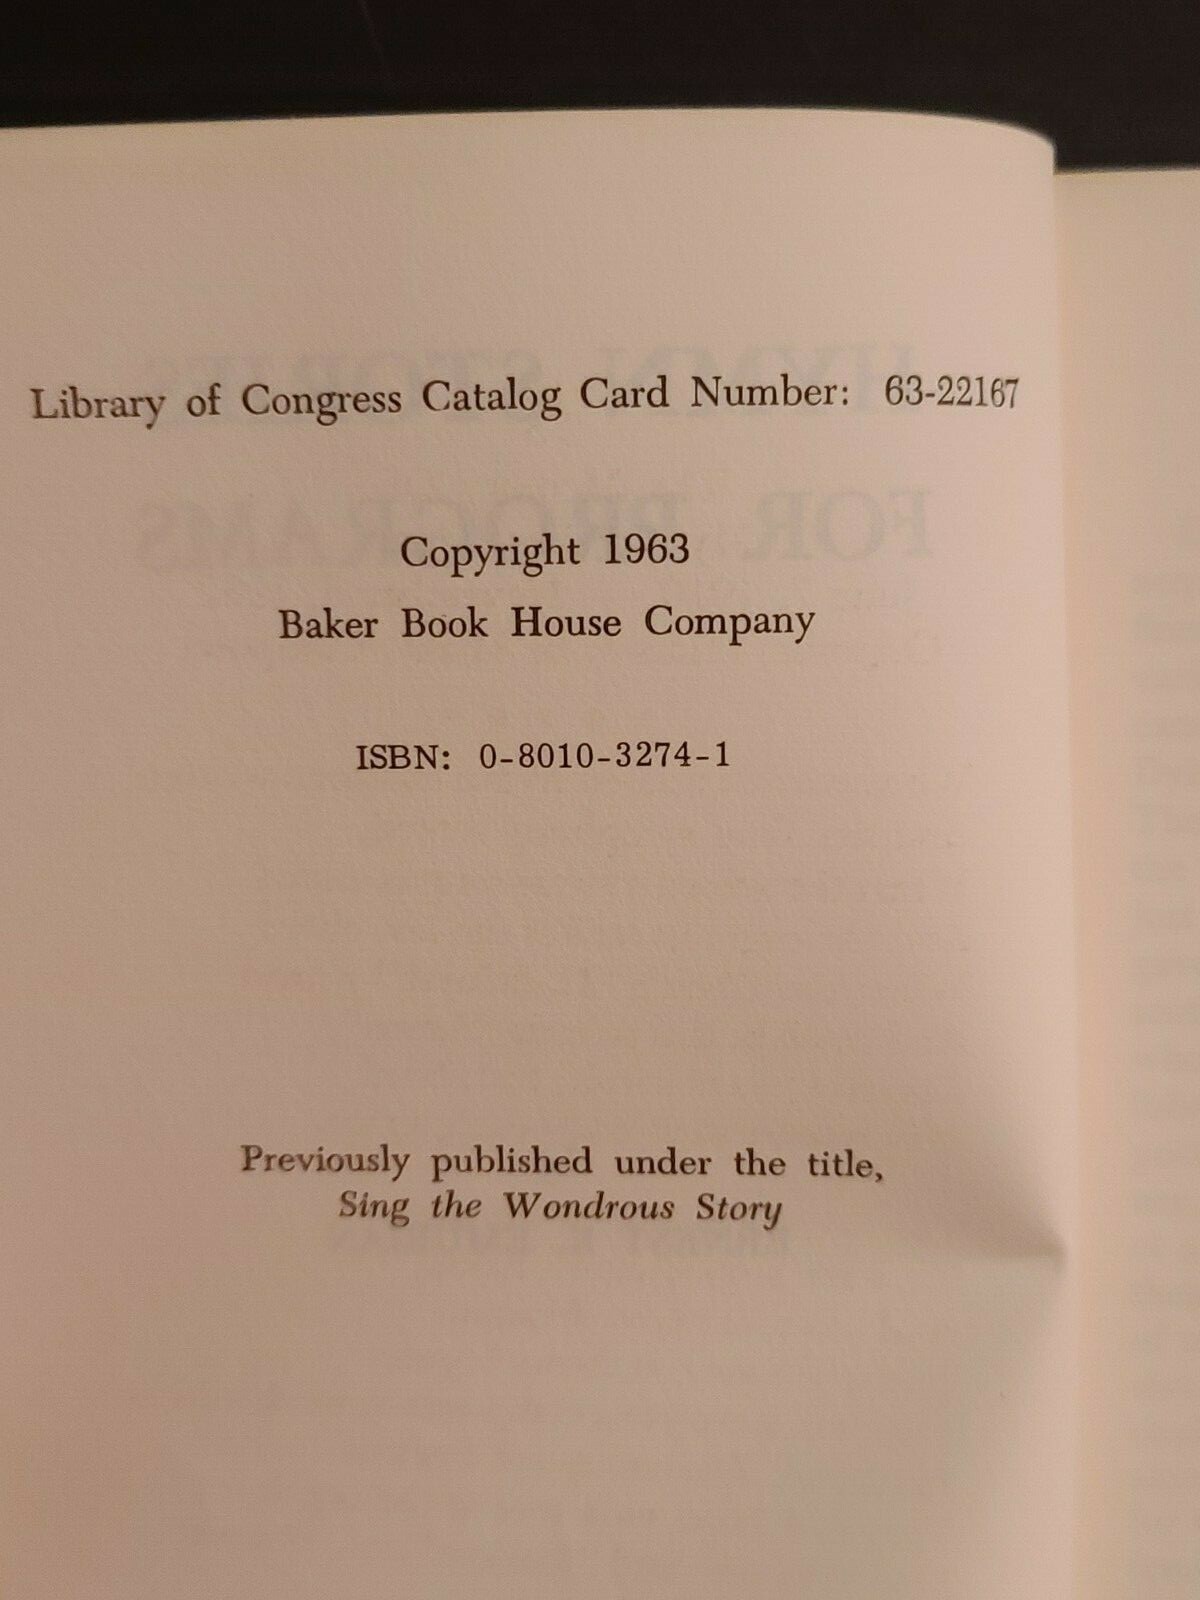 Library of Congress Catalog Card Number: 63-22167
Copyright 1963
Baker Book House Company
ISBN: 0-8010-3274-1
Previously published under the title,
Sing the Wondrous Story